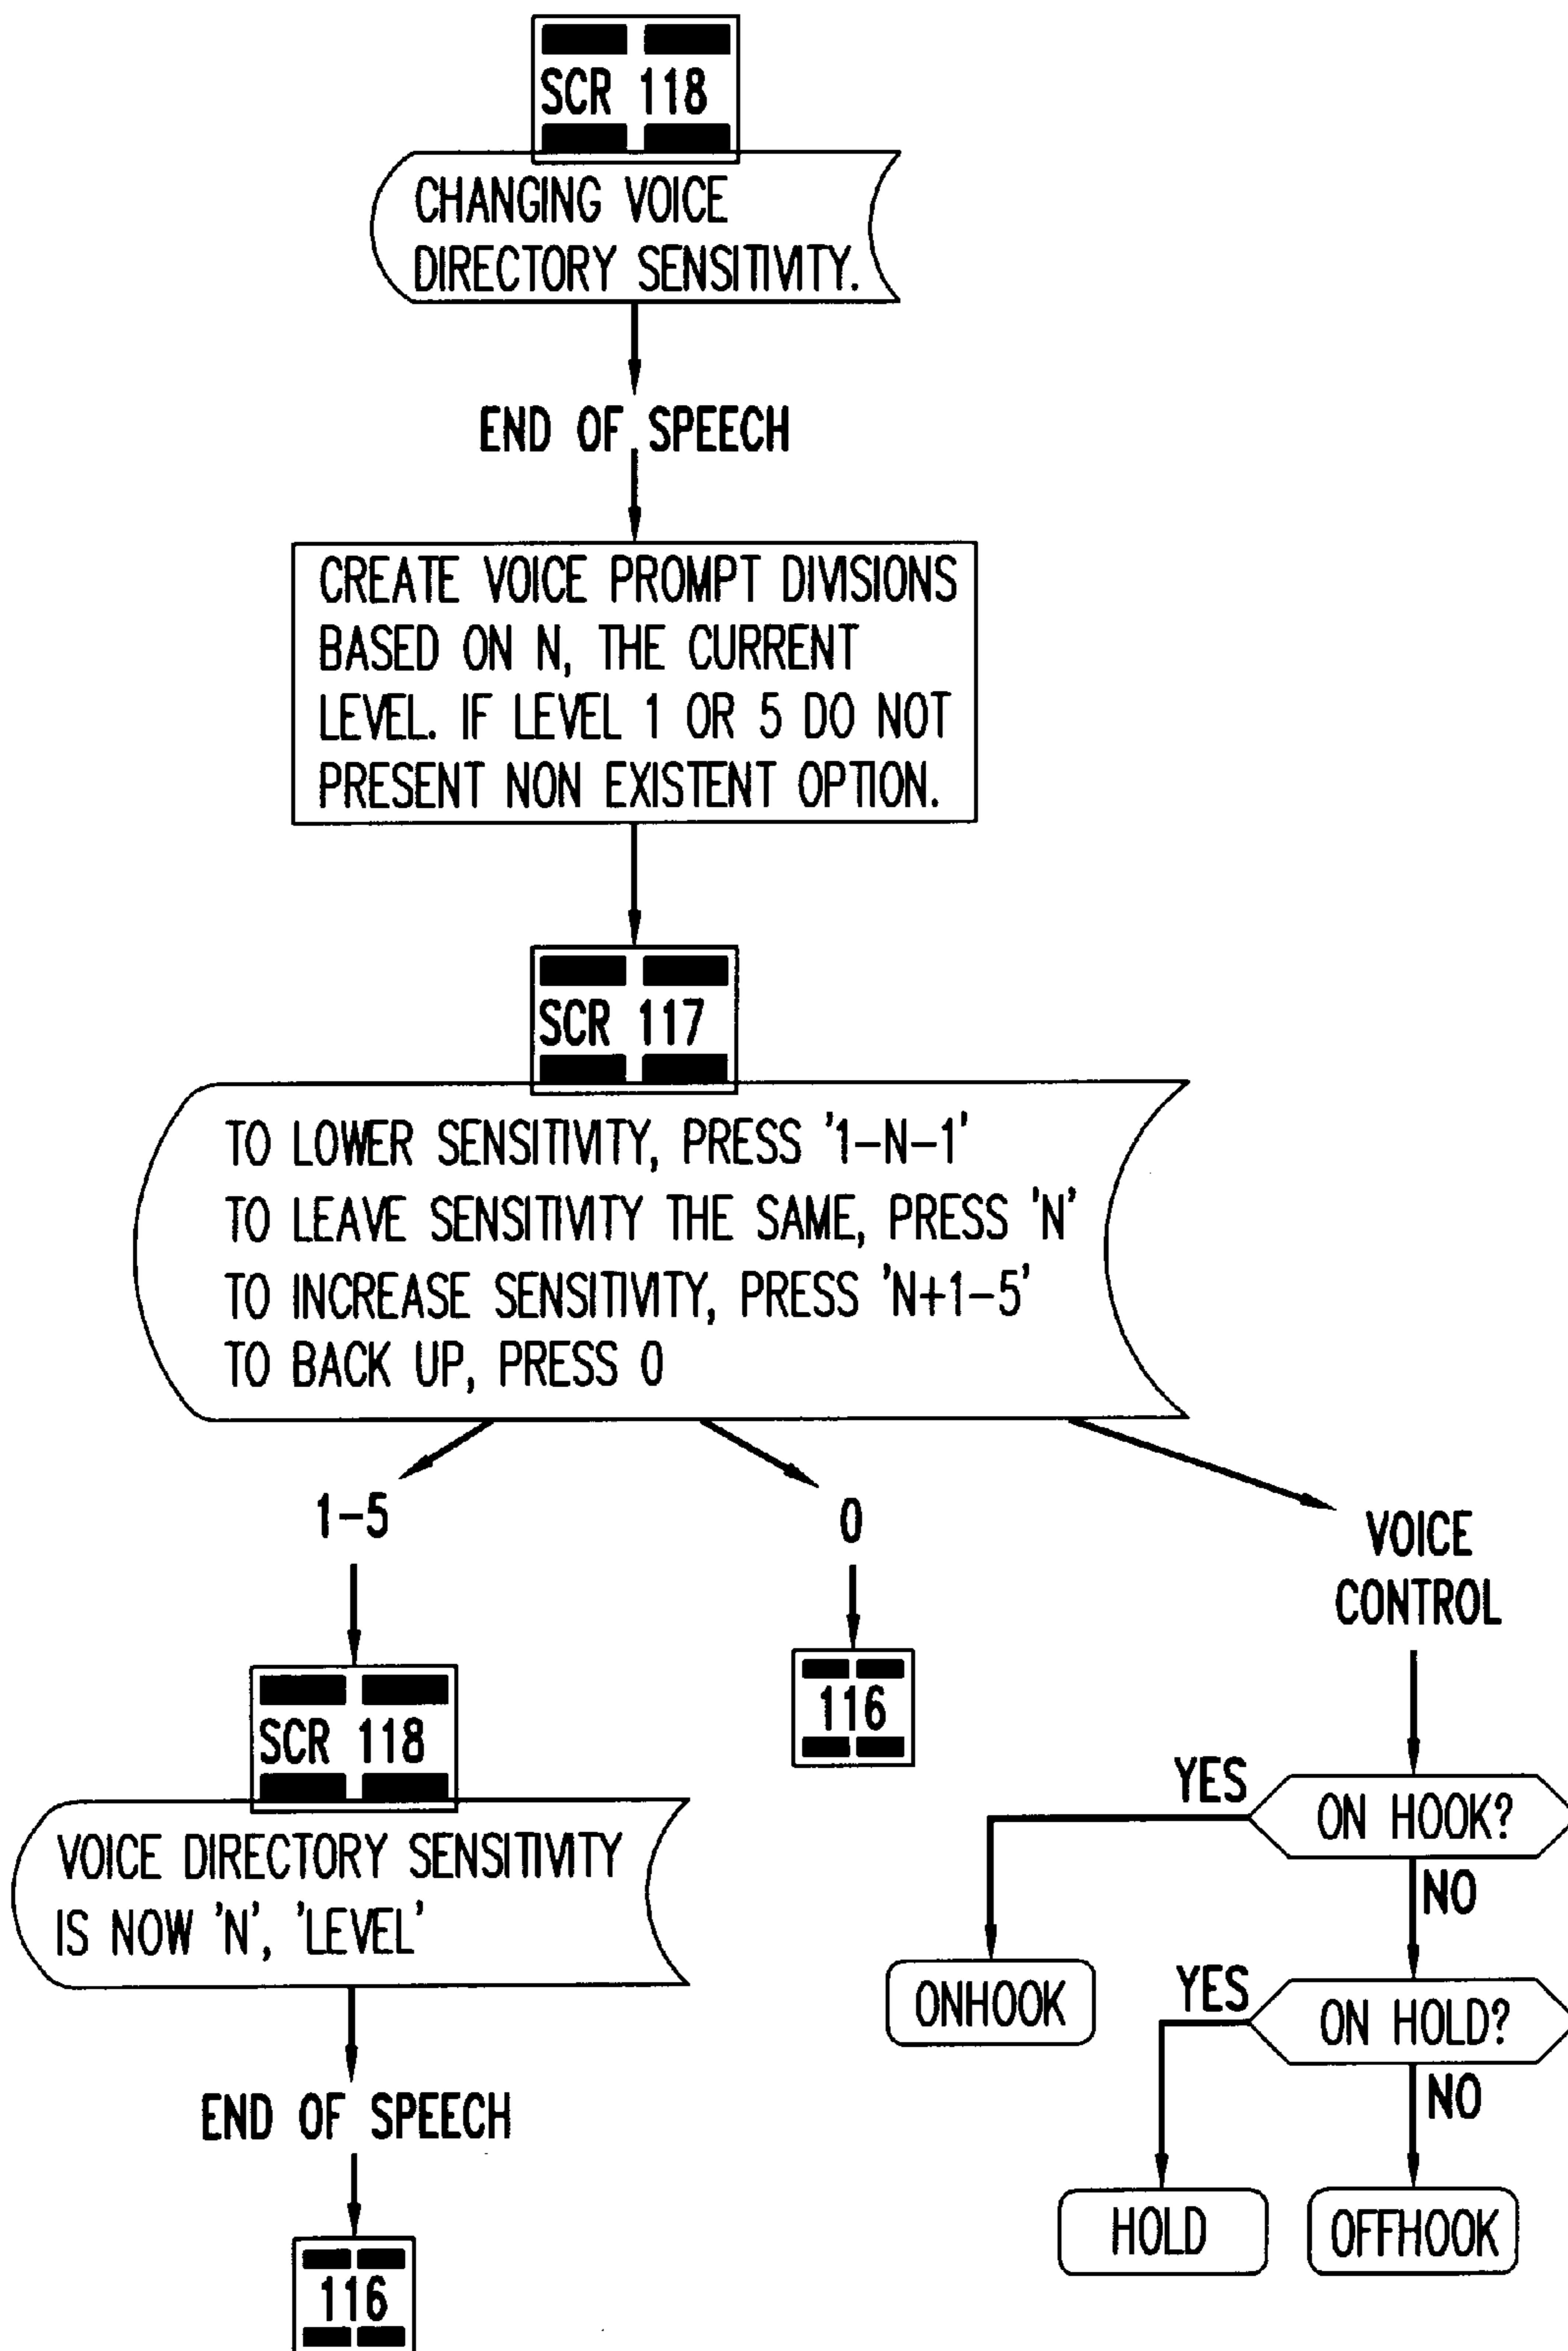 SCR 118
CHANGING VOICE
DIRECTORY SENSITIVITY.
END OF SPEECH
CREATE VOICE PROMPT DIVISIONS
BASED ON N, THE CURRENT
LEVEL. IF LEVEL 1 OR 5 DO NOT
PRESENT NON EXISTENT OPTION.
SCR 117
TO LOWER SENSITIVITY, PRESS '1-N-1'
TO LEAVE SENSITIVITY THE SAME, PRESS 'N'
TO INCREASE SENSITIVITY, PRESS 'N+1-5'
TO BACK UP, PRESS 0
1-5
SCR 118
VOICE DIRECTORY SENSITIVITY
IS NOW 'N', 'LEVEL'
END OF SPEECH
116
0
116
VOICE
CONTROL
ON HOOK?
YES
ONHOOK
NO
ON HOLD?
YES
HOLD
NO
OFFHOOK